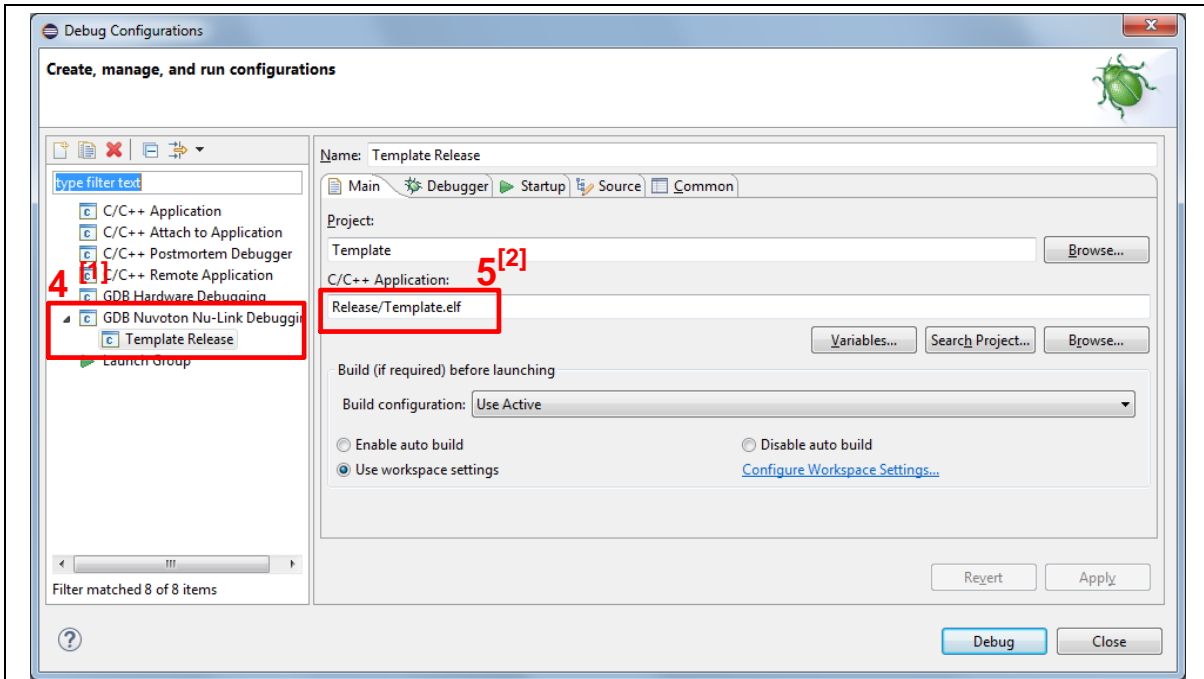 Debug Configurations
Create, manage, and run configurations
Name: Template Release
type filter text
Main Debugger Startup Source Common
C/C++ Application
C/C++ Attach to Application
C/C++ Postmortem Debugger
C/C++ Remote Application
GDB Hardware Debugging
GDB Nuvoton Nu-Link Debuggin
Template Release
Launch Group
4 [1]
Project:
Template
Browse...
5 [2]
C/C++ Application:
Release/Template.elf
Variables... Search Project... Browse...
Build (if required) before launching
Build configuration: Use Active
Enable auto build Disable auto build
Use workspace settings Configure Workspace Settings...
Filter matched 8 of 8 items
Revert Apply
?
Debug Close